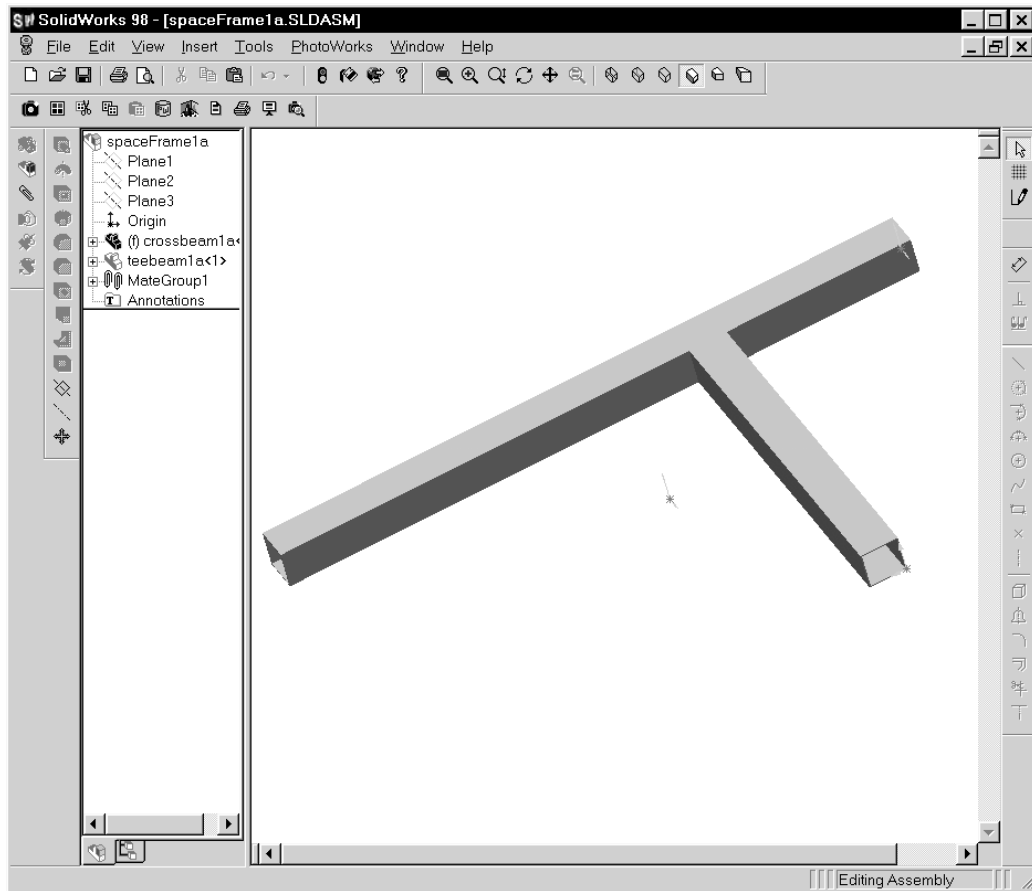 SolidWorks 98 - [spaceFrame1a.SLDASM]
File Edit View Insert Tools PhotoWorks Window Help
spaceFrame1a
Plane1
Plane2
Plane3
Origin
(f) crossbeam1a<
teebeam1a<1>
MateGroup1
Annotations
Editing Assembly